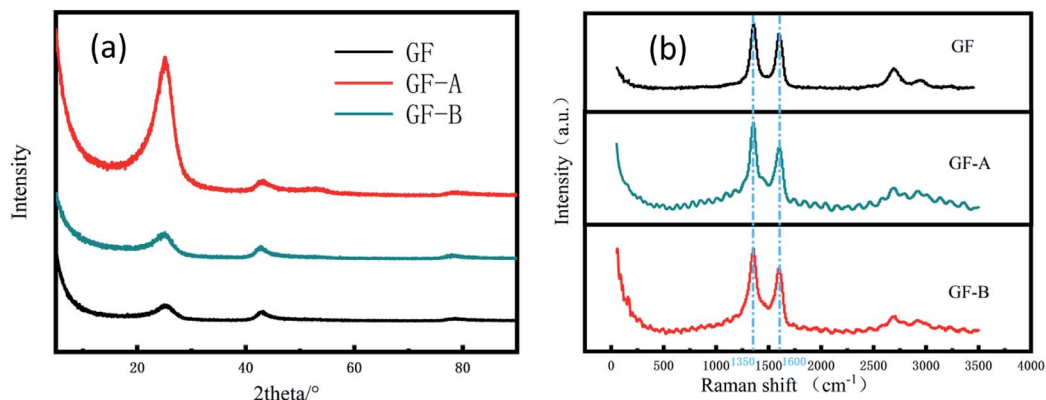 (a)
GF
GF-A
GF-B
Intensity
20
40
60
80
2theta/°
(b)
GF
GF-A
GF-B
Intensity（a.u.）
0
500
1000
1350
1500
1600
2000
2500
3000
3500
4000
Raman shift （cm-1）